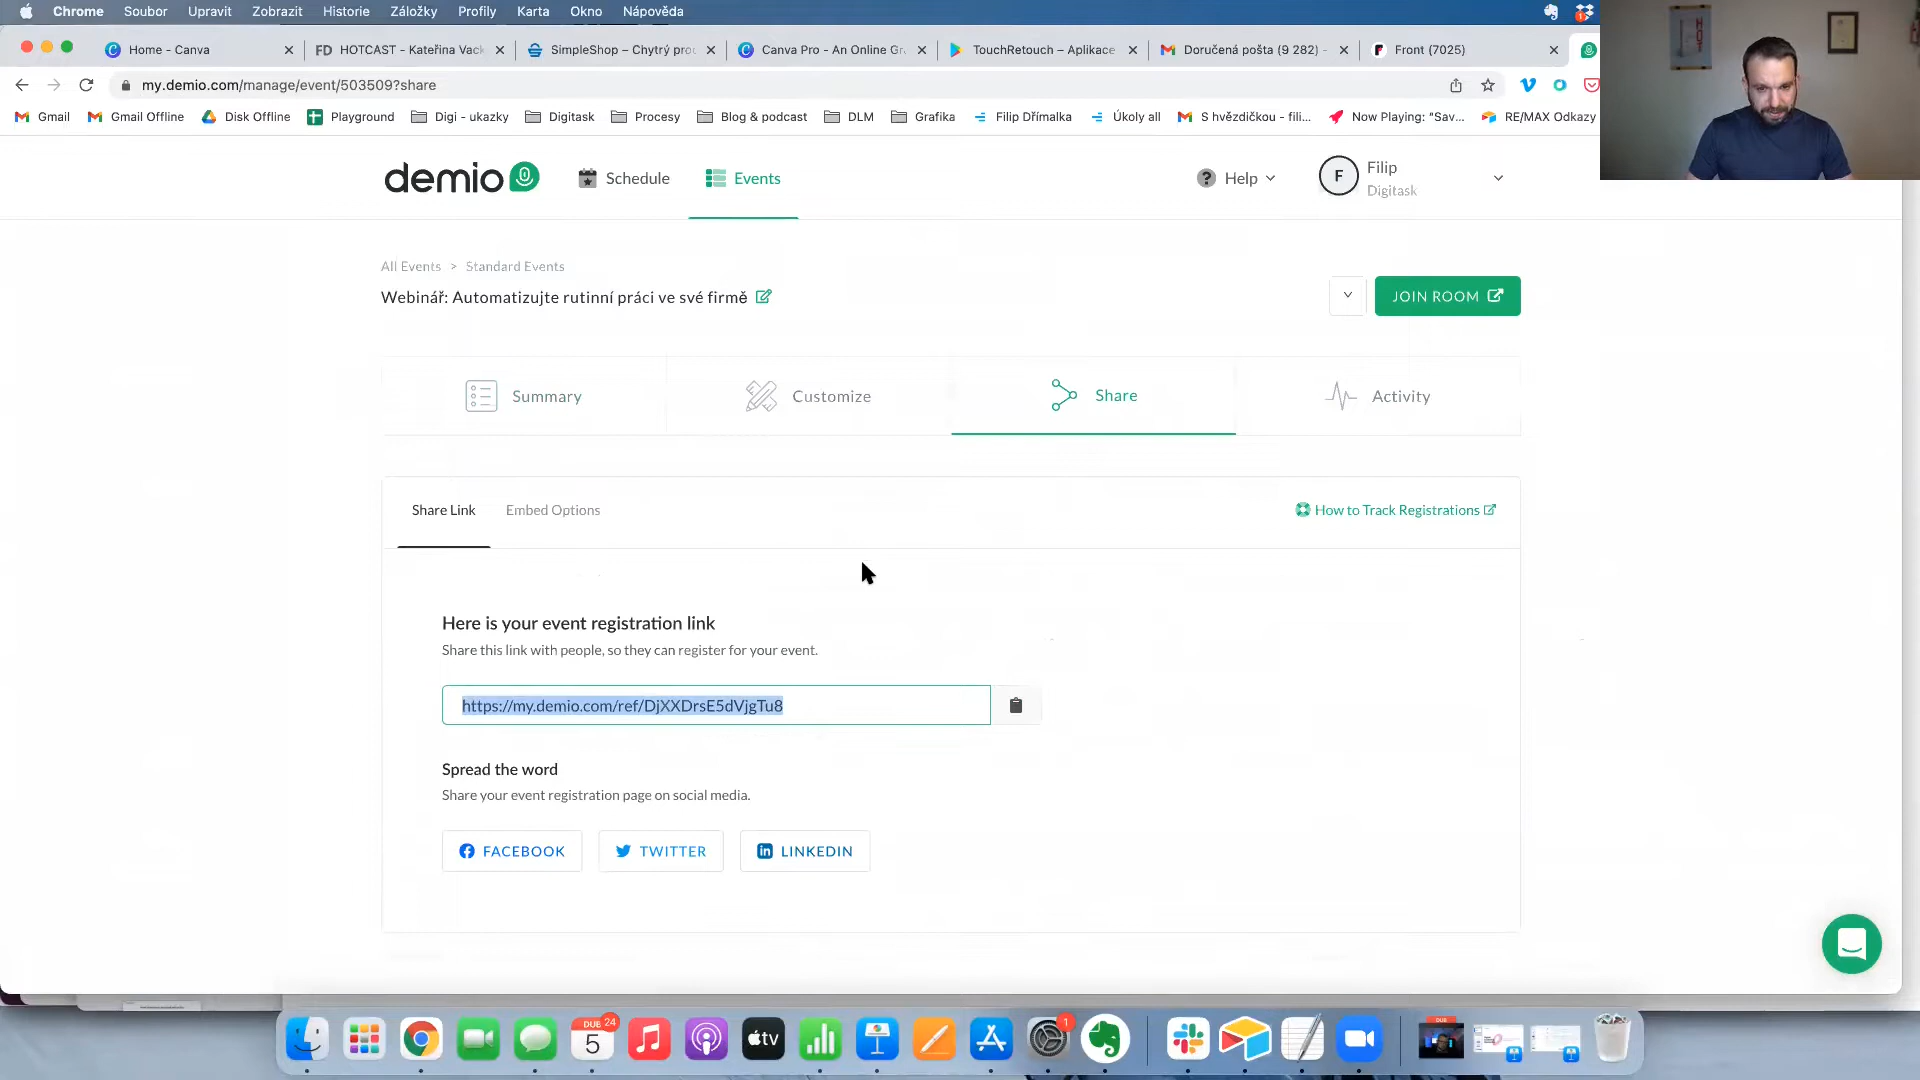 Chrome Soubor Upravit Zobrazit Historie Záložky Profily Karta Okno Nápověda
Home - Canva
HOTCAST - Kateřina Vack
SimpleShop – Chytrý pro
Canva Pro - An Online Gr
TouchRetouch – Aplikace
Doručená pošta (9 282) -
Front (7025)
my.demio.com/manage/event/503509?share
Gmail
Gmail Offline
Disk Offline
Playground
Digi - ukazky
Digitask
Procesy
Blog & podcast
DLM
Grafika
Filip Dřímalka
Úkoly all
S hvězdičkou - fili...
Now Playing: “Sav...
RE/MAX Odkazy
demio
Schedule
Events
Help
F
Filip
Digitask
All Events > Standard Events
Webinář: Automatizujte rutinní práci ve své firmě
JOIN ROOM
Summary
Customize
Share
Activity
Share Link
Embed Options
How to Track Registrations
Here is your event registration link
Share this link with people, so they can register for your event.
https://my.demio.com/ref/DjXXDrsE5dVjgTu8
Spread the word
Share your event registration page on social media.
FACEBOOK
TWITTER
LINKEDIN
DUB
5
24
tv
1